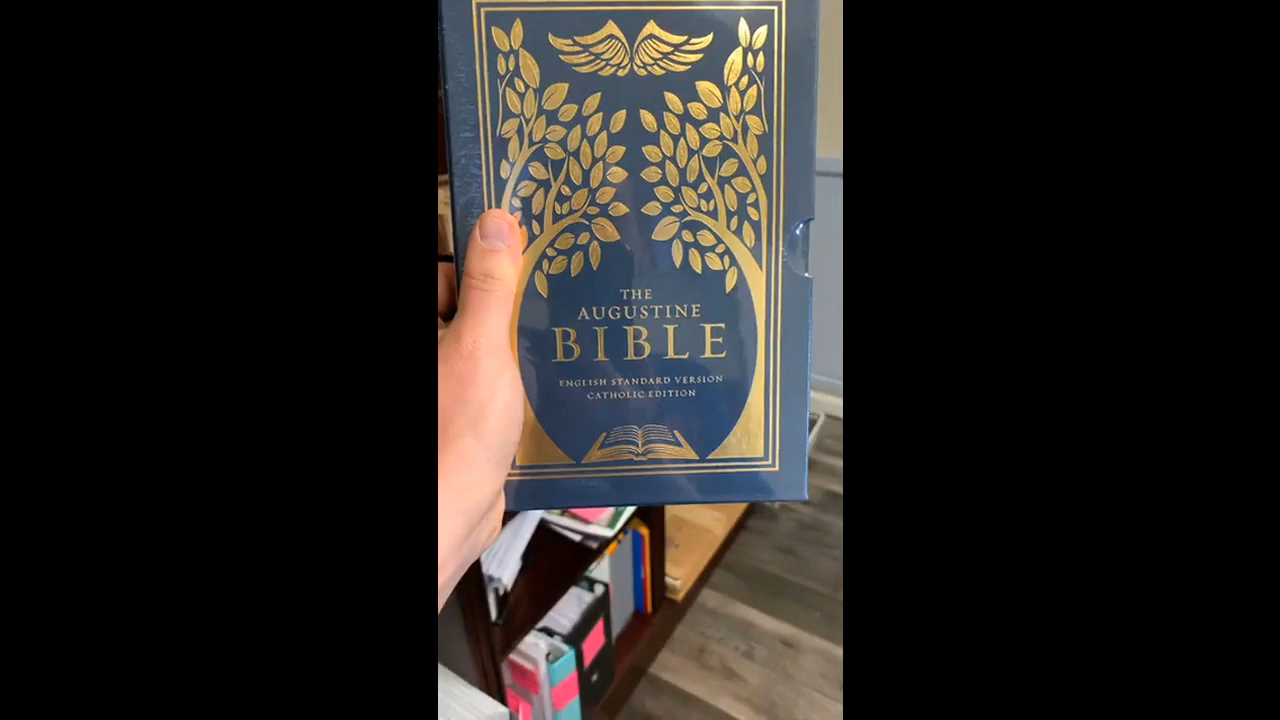 THE
AUGUSTINE
BIBLE
ENGLISH STANDARD VERSION
CATHOLIC EDITION